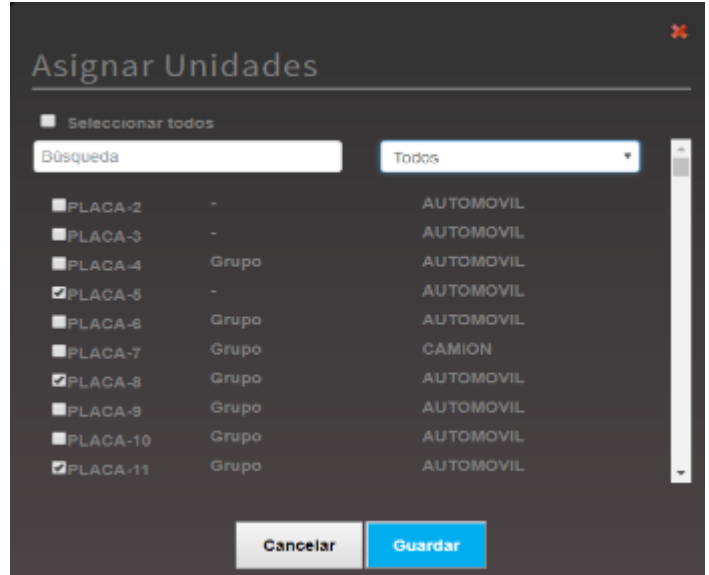 Asignar Unidades
Seleccionar todos
Búsqueda Todos
PLACA-2 - AUTOMOVIL
PLACA-3 - AUTOMOVIL
PLACA-4 Grupo AUTOMOVIL
PLACA-5 - AUTOMOVIL
PLACA-6 Grupo AUTOMOVIL
PLACA-7 Grupo CAMION
PLACA-8 Grupo AUTOMOVIL
PLACA-9 Grupo AUTOMOVIL
PLACA-10 Grupo AUTOMOVIL
PLACA-11 Grupo AUTOMOVIL
Cancelar Guardar